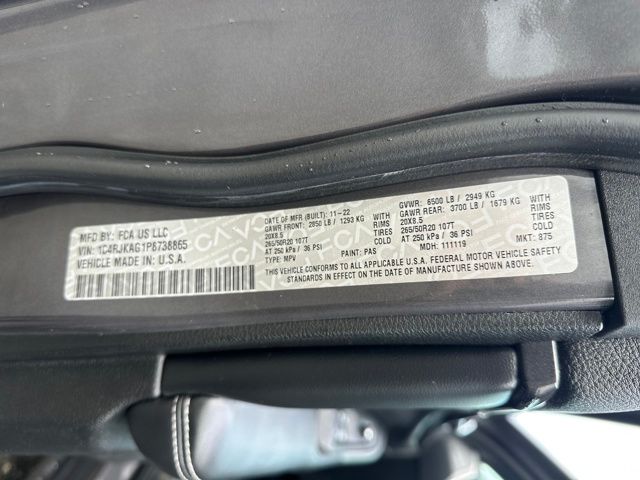 MFD BY: FCA US LLC
VIN: 1C4RJKAG1P8738865
VEHICLE MADE IN: U.S.A.
DATE OF MFR (BUILT): 11-22
GAWR FRONT: 2850 LB / 1293 KG WITH
20X8.5 RIMS
265/50R20 107T TIRES
AT 250 kPa / 36 PSI COLD
TYPE: MPV PAINT: PAS
GVWR: 6500 LB / 2949 KG
GAWR REAR: 3700 LB / 1679 KG WITH
20X8.5 RIMS
265/50R20 107T TIRES
AT 250 kPa / 36 PSI COLD
MDH: 111119 MKT: 875
THIS VEHICLE CONFORMS TO ALL APPLICABLE U.S.A. FEDERAL MOTOR VEHICLE SAFETY
STANDARDS IN EFFECT ON THE DATE OF MANUFACTURE SHOWN ABOVE.